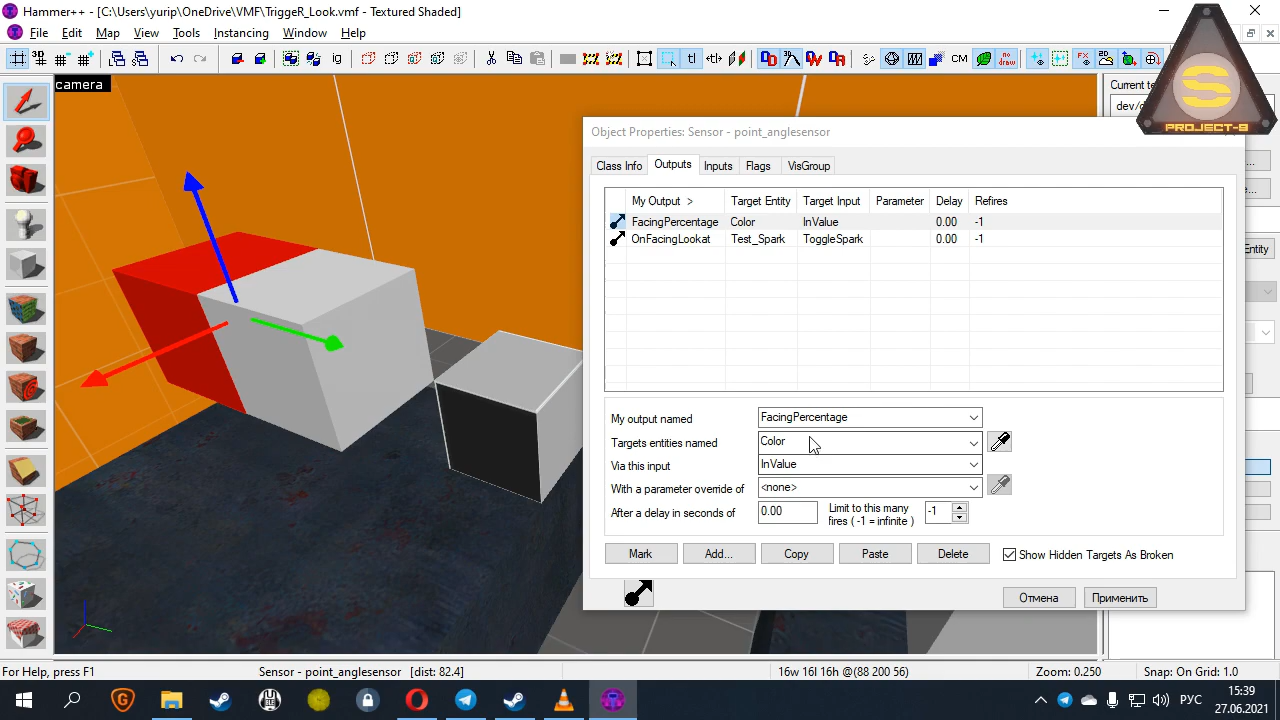 Hammer++ - [C:\Users\yurip\OneDrive\VMF\TriggeR_Look.vmf - Textured Shaded]
File Edit Map View Tools Instancing Window Help
camera
Object Properties: Sensor - point_anglesensor
Class Info Outputs Inputs Flags VisGroup
My Output > Target Entity Target Input Parameter Delay Refires
FacingPercentage Color InValue 0.00 -1
OnFacingLookat Test_Spark ToggleSpark 0.00 -1
My output named FacingPercentage
Targets entities named Color
Via this input InValue
With a parameter override of <none>
After a delay in seconds of 0.00 Limit to this many fires ( -1 = infinite ) -1
Mark Add... Copy Paste Delete Show Hidden Targets As Broken
Отмена Применить
Current
dev/
S
PROJECT-S
Entity
For Help, press F1 Sensor - point_anglesensor [dist: 82.4] 16w 16l 16h @(88 200 56) Zoom: 0.250 Snap: On Grid: 1.0
РУС
15:39
27.06.2021